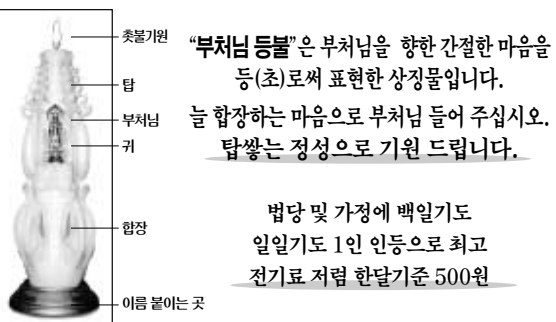 촛불기원
탑
부처님
귀
합장
이름 붙이는 곳
“부처님 등불”은 부처님을 향한 간절한 마음을
등(초)로써 표현한 상징물입니다.
늘 합장하는 마음으로 부처님 들어 주십시오.
탑쌓는 정성으로 기원 드립니다.
법당 및 가정에 백일기도
일일기도 1인 인등으로 최고
전기료 저렴 한달기준 500원